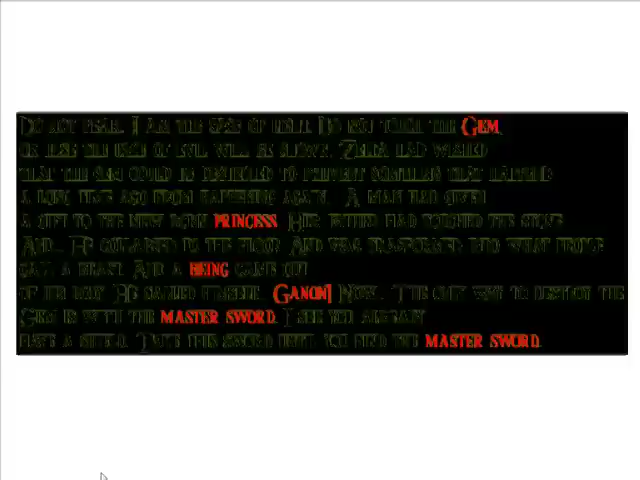 Do not fear. I am the sage of      Do not touch the Gem
or else the      of evil will be shown. Zelda had wished
that the gem could be destroyed to prevent something that happened
a long time ago from happening again. A man had given
a gift to the new born princess. Her father had touched the stone
and... He collapsed to the floor and was transformed into what people
call a beast. And a being came out
of his body. He called himself... Ganon! Now.. The only way to destroy the
Gem is with the master sword. I see you already
have a shield. Take this sword until you find the master sword.